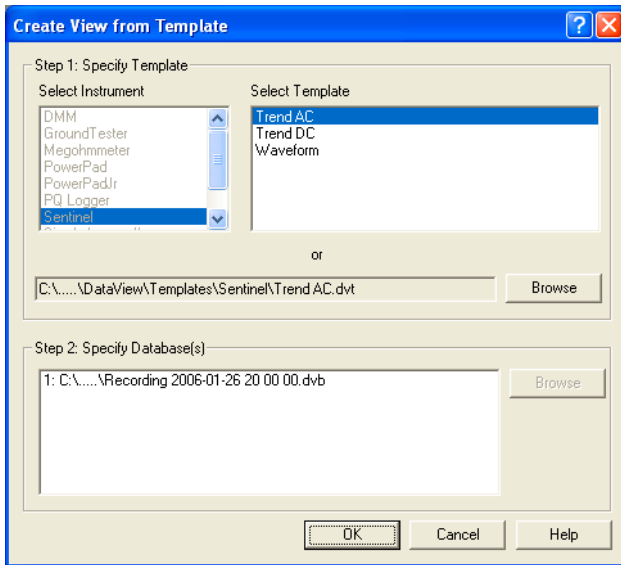 Create View from Template
Step 1: Specify Template
Select Instrument
Select Template
DMM
GroundTester
Megohmmeter
PowerPad
PowerPadJr
PQ Logger
Sentinel
Trend AC
Trend DC
Waveform
or
C:\.....\DataView\Templates\Sentinel\Trend AC.dvt
Browse
Step 2: Specify Database(s)
1: C:\.....\Recording 2006-01-26 20 00 00.dvb
Browse
OK
Cancel
Help